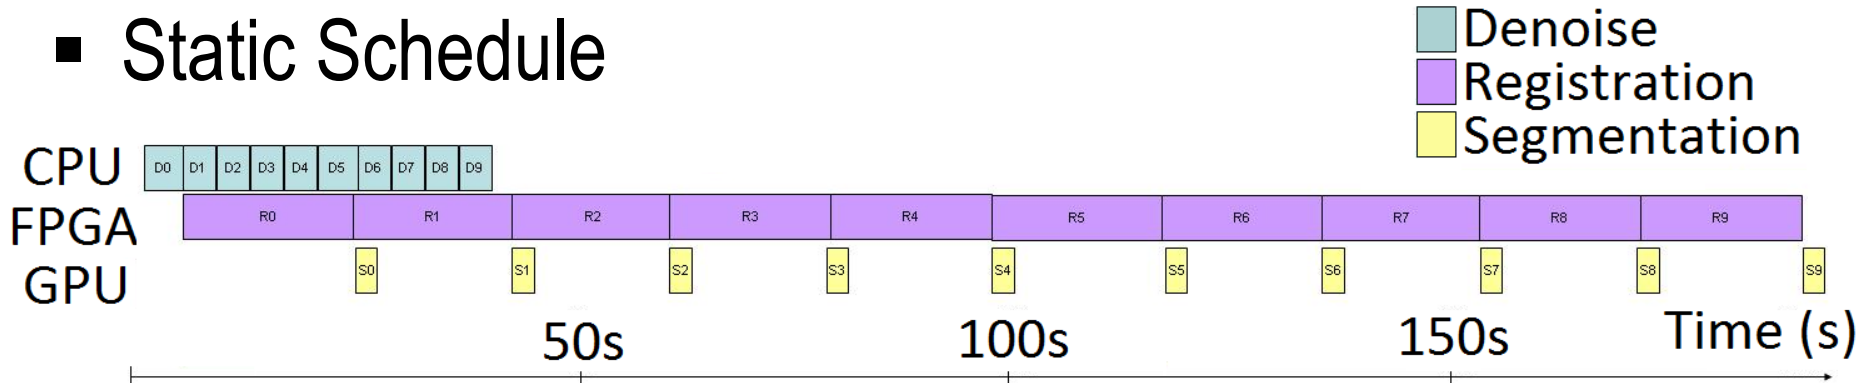 ▪ Static Schedule
Denoise
Registration
Segmentation
CPU D0 D1 D2 D3 D4 D5 D6 D7 D8 D9
FPGA R0 R1 R2 R3 R4 R5 R6 R7 R8 R9
GPU S0 S1 S2 S3 S4 S5 S6 S7 S8 S9
50s 100s 150s Time (s)